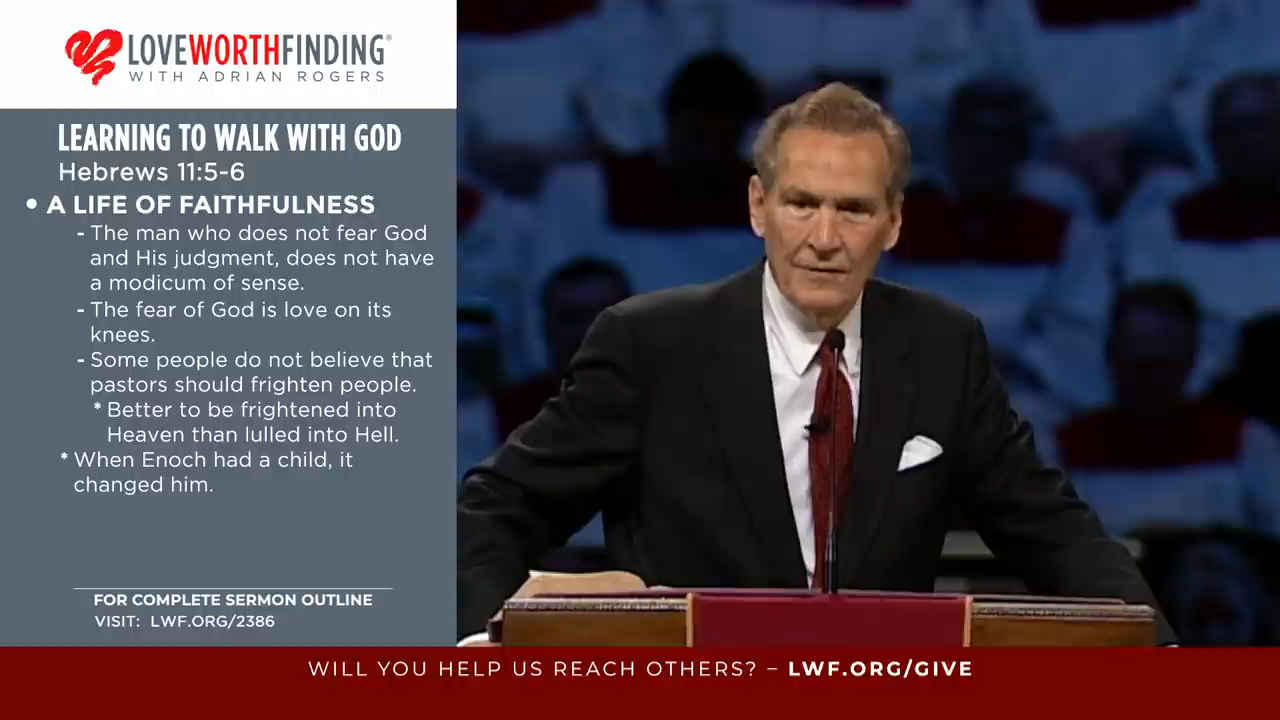 LOVEWORTHFINDING®
WITH ADRIAN ROGERS
LEARNING TO WALK WITH GOD
Hebrews 11:5-6
• A LIFE OF FAITHFULNESS
- The man who does not fear God
and His judgment, does not have
a modicum of sense.
- The fear of God is love on its
knees.
- Some people do not believe that
pastors should frighten people.
* Better to be frightened into
Heaven than lulled into Hell.
* When Enoch had a child, it
changed him.
FOR COMPLETE SERMON OUTLINE
VISIT: LWF.ORG/2386
WILL YOU HELP US REACH OTHERS? – LWF.ORG/GIVE